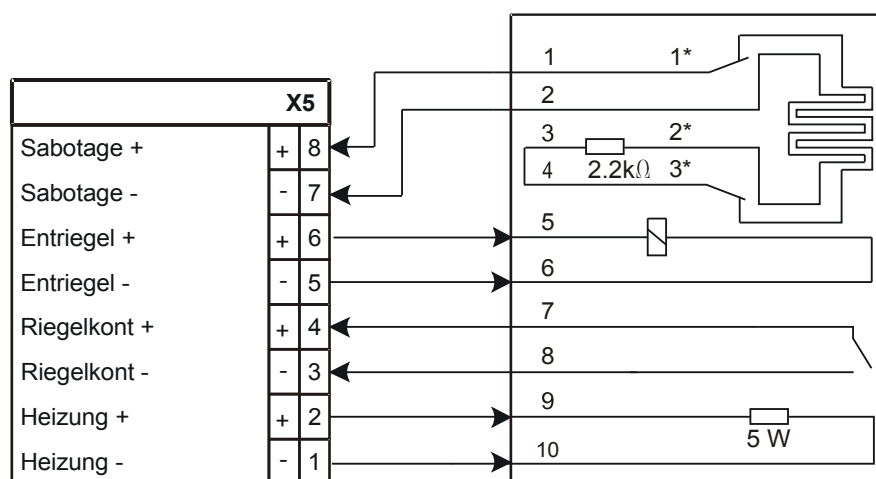 X5
Sabotage + + 8
Sabotage - - 7
Entriegel + + 6
Entriegel - - 5
Riegelkont + + 4
Riegelkont - - 3
Heizung + + 2
Heizung - - 1
1 1*
2
3 2*
4 2.2kΩ 3*
5
6
7
8
9
5 W
10